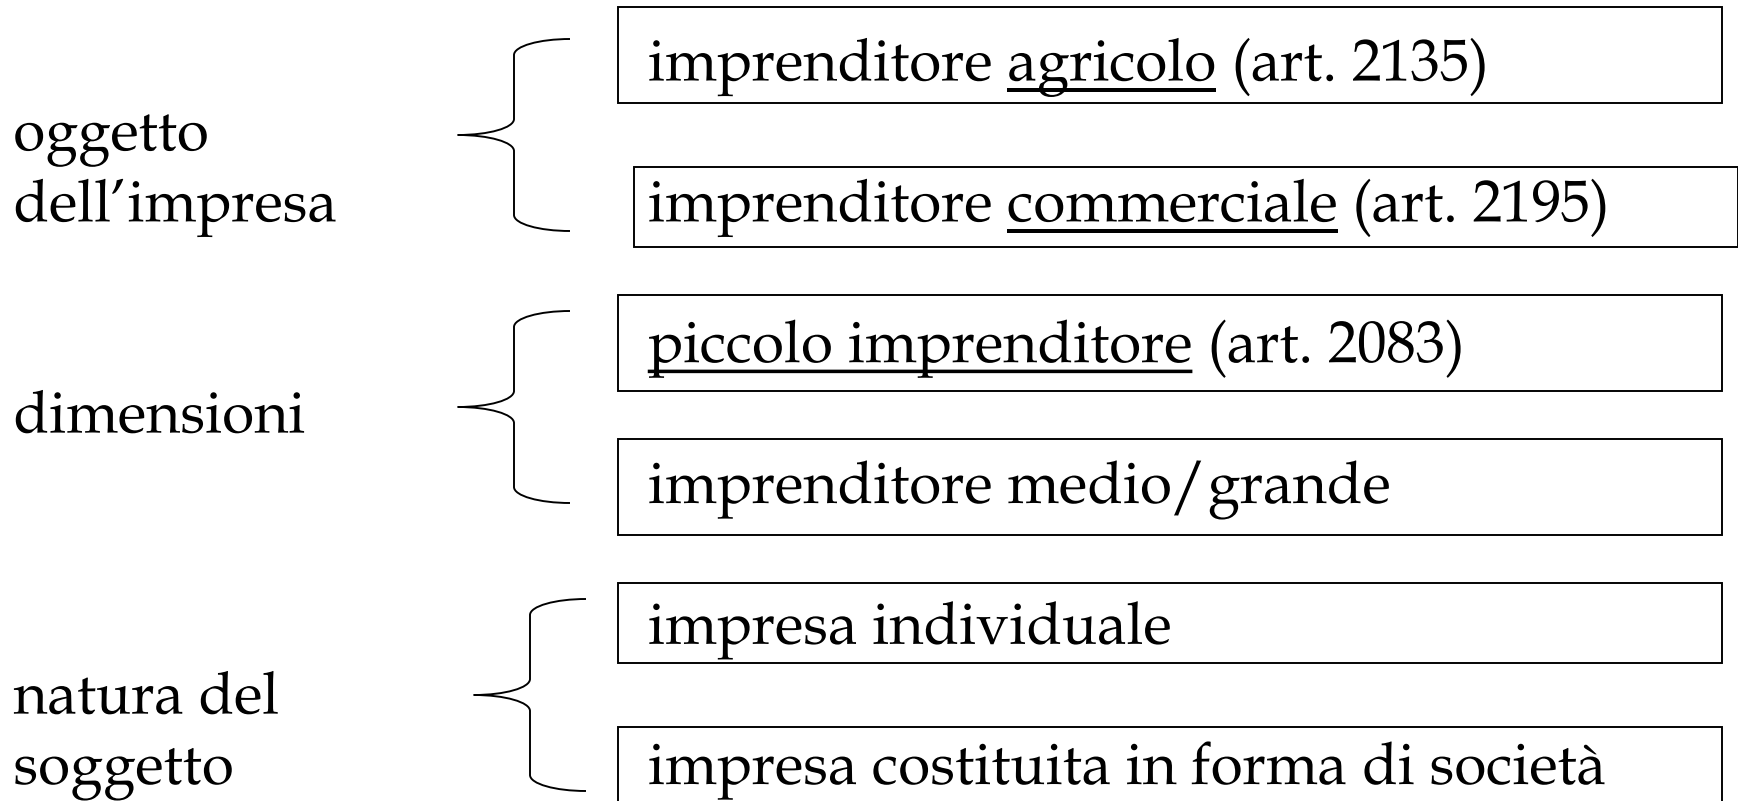 imprenditore agricolo (art. 2135)
oggetto
dell’impresa
imprenditore commerciale (art. 2195)
piccolo imprenditore (art. 2083)
dimensioni
imprenditore medio/grande
impresa individuale
natura del
soggetto
impresa costituita in forma di società